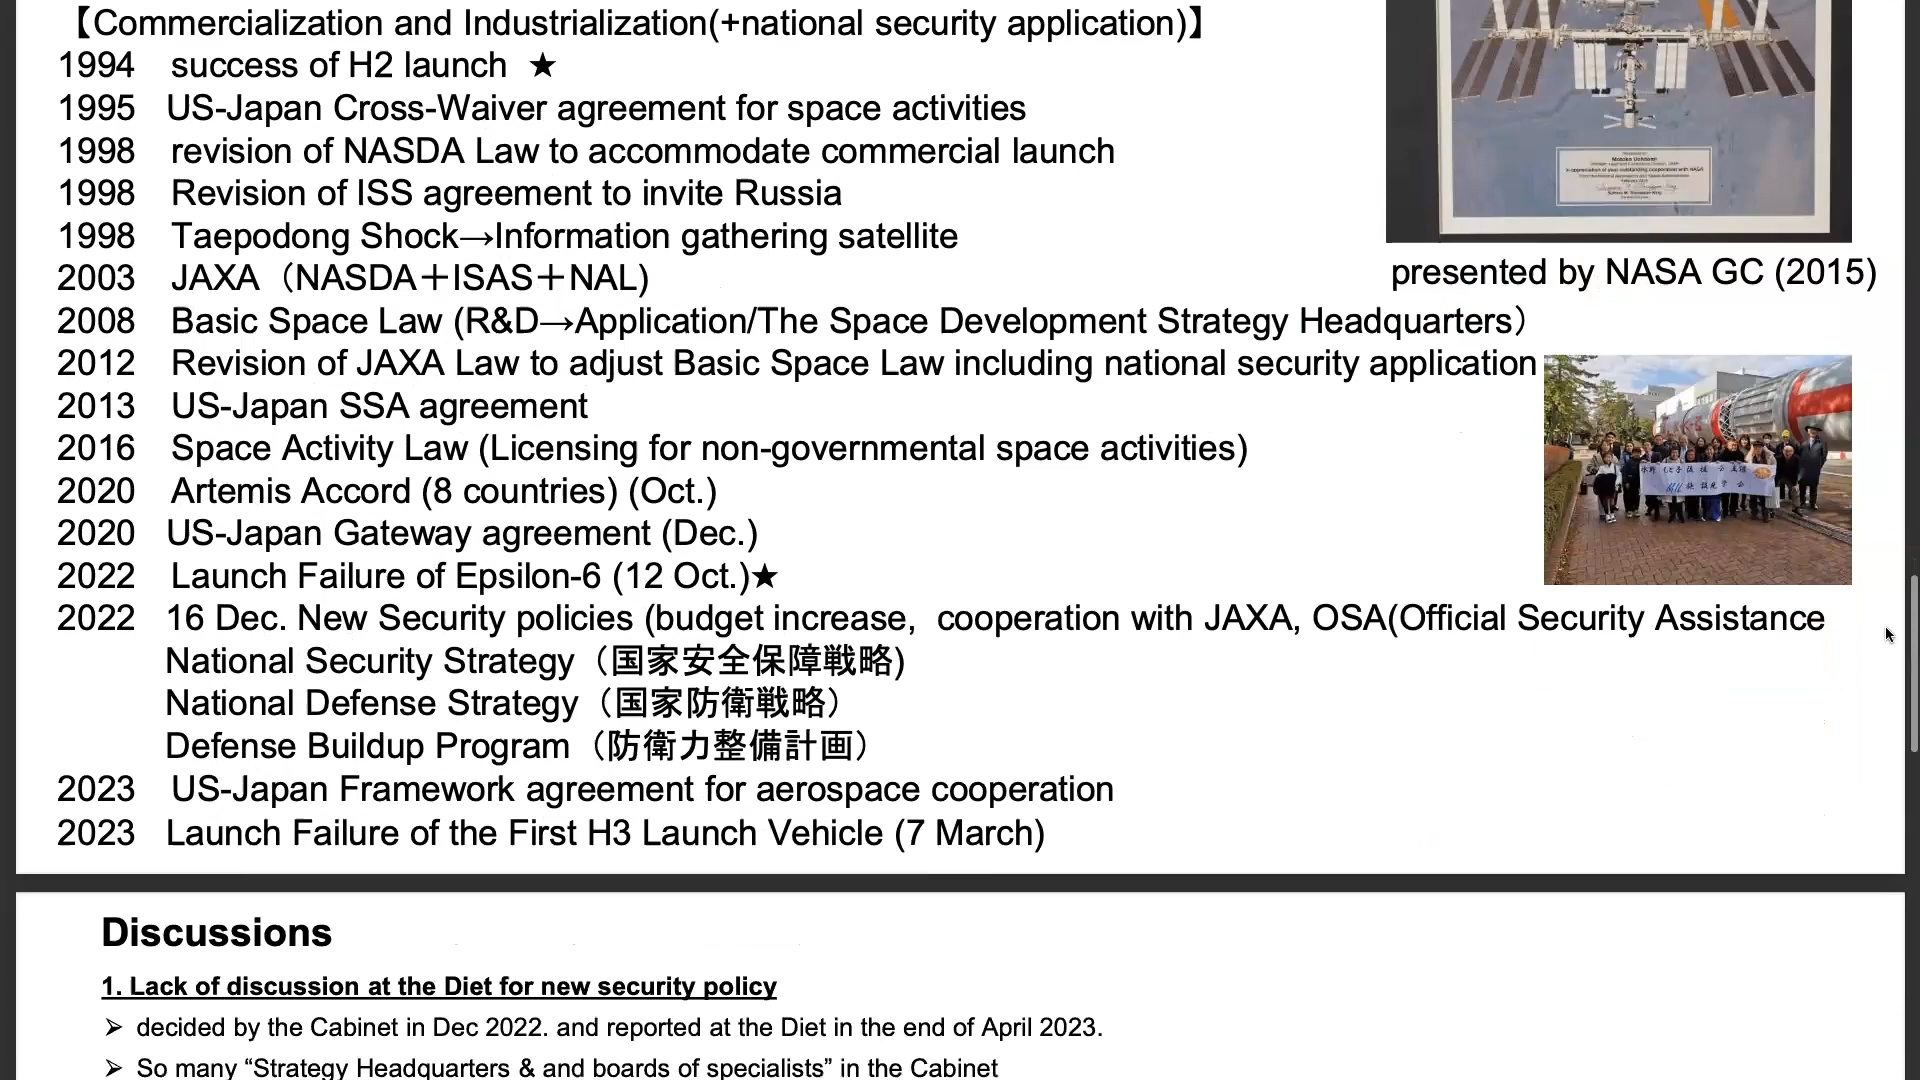 【Commercialization and Industrialization(+national security application)】
1994 success of H2 launch ★
1995 US-Japan Cross-Waiver agreement for space activities
1998 revision of NASDA Law to accommodate commercial launch
1998 Revision of ISS agreement to invite Russia
1998 Taepodong Shock→Information gathering satellite
2003 JAXA（NASDA＋ISAS＋NAL)
2008 Basic Space Law (R&D→Application/The Space Development Strategy Headquarters）
2012 Revision of JAXA Law to adjust Basic Space Law including national security application
2013 US-Japan SSA agreement
2016 Space Activity Law (Licensing for non-governmental space activities)
2020 Artemis Accord (8 countries) (Oct.)
2020 US-Japan Gateway agreement (Dec.)
2022 Launch Failure of Epsilon-6 (12 Oct.)★
2022 16 Dec. New Security policies (budget increase, cooperation with JAXA, OSA(Official Security Assistance
National Security Strategy（国家安全保障戦略)
National Defense Strategy（国家防衛戦略）
Defense Buildup Program（防衛力整備計画）
2023 US-Japan Framework agreement for aerospace cooperation
2023 Launch Failure of the First H3 Launch Vehicle (7 March)
presented by NASA GC (2015)
Discussions
1. Lack of discussion at the Diet for new security policy
➢ decided by the Cabinet in Dec 2022. and reported at the Diet in the end of April 2023.
➢ So many “Strategy Headquarters & and boards of specialists” in the Cabinet